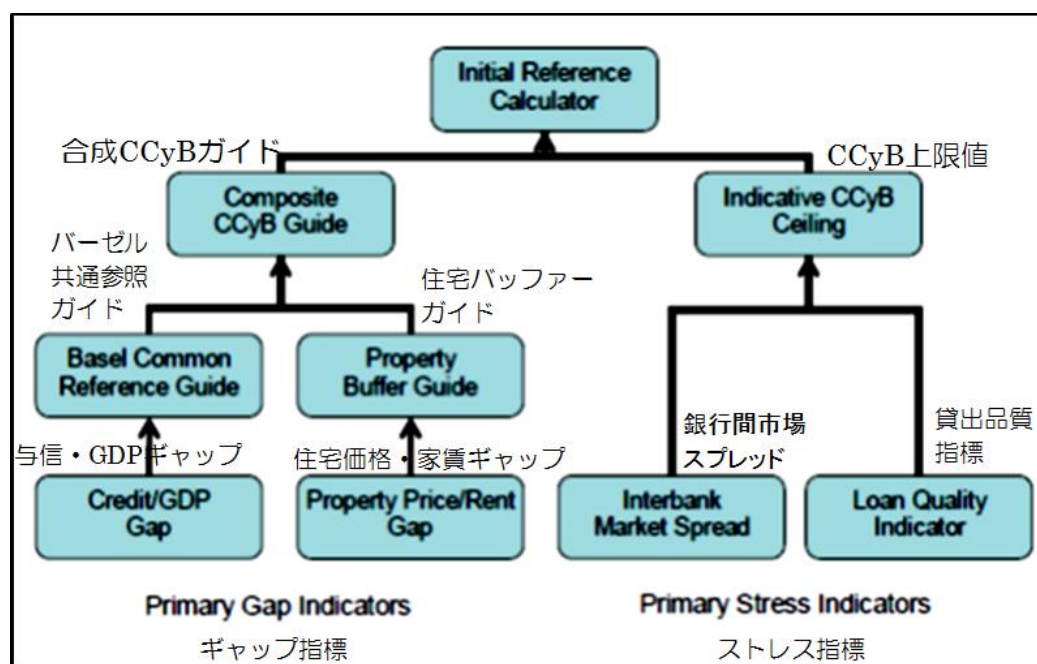 Initial Reference
Calculator
合成CCyBガイド
CCyB上限値
Composite
CCyB Guide
Indicative CCyB
Ceiling
バーゼル
共通参照
ガイド
住宅バッファー
ガイド
Basel Common
Reference Guide
Property
Buffer Guide
与信・GDPギャップ
住宅価格・家賃ギャップ
銀行間市場
スプレッド
貸出品質
指標
Credit/GDP
Gap
Property Price/Rent
Gap
Interbank
Market Spread
Loan Quality
Indicator
Primary Gap Indicators
Primary Stress Indicators
ギャップ指標
ストレス指標